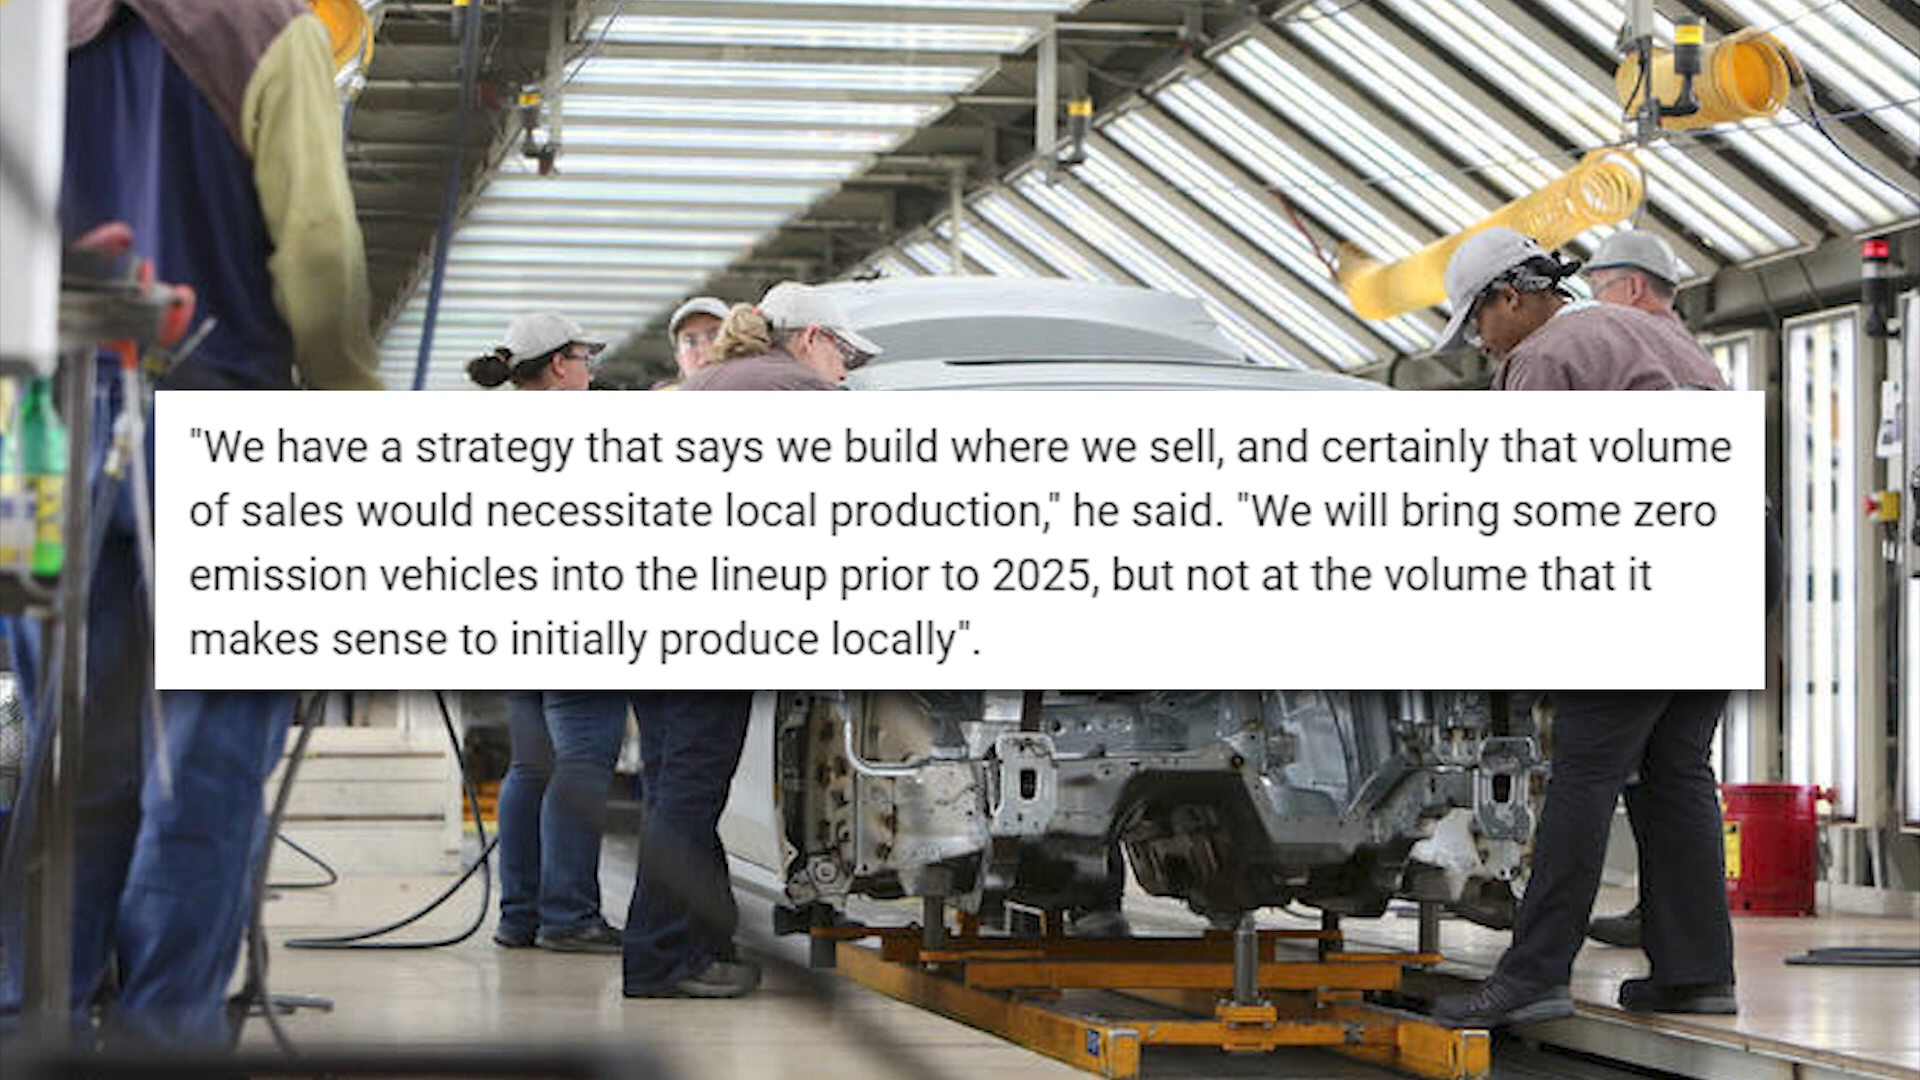 "We have a strategy that says we build where we sell, and certainly that volume
of sales would necessitate local production," he said. "We will bring some zero
emission vehicles into the lineup prior to 2025, but not at the volume that it
makes sense to initially produce locally".